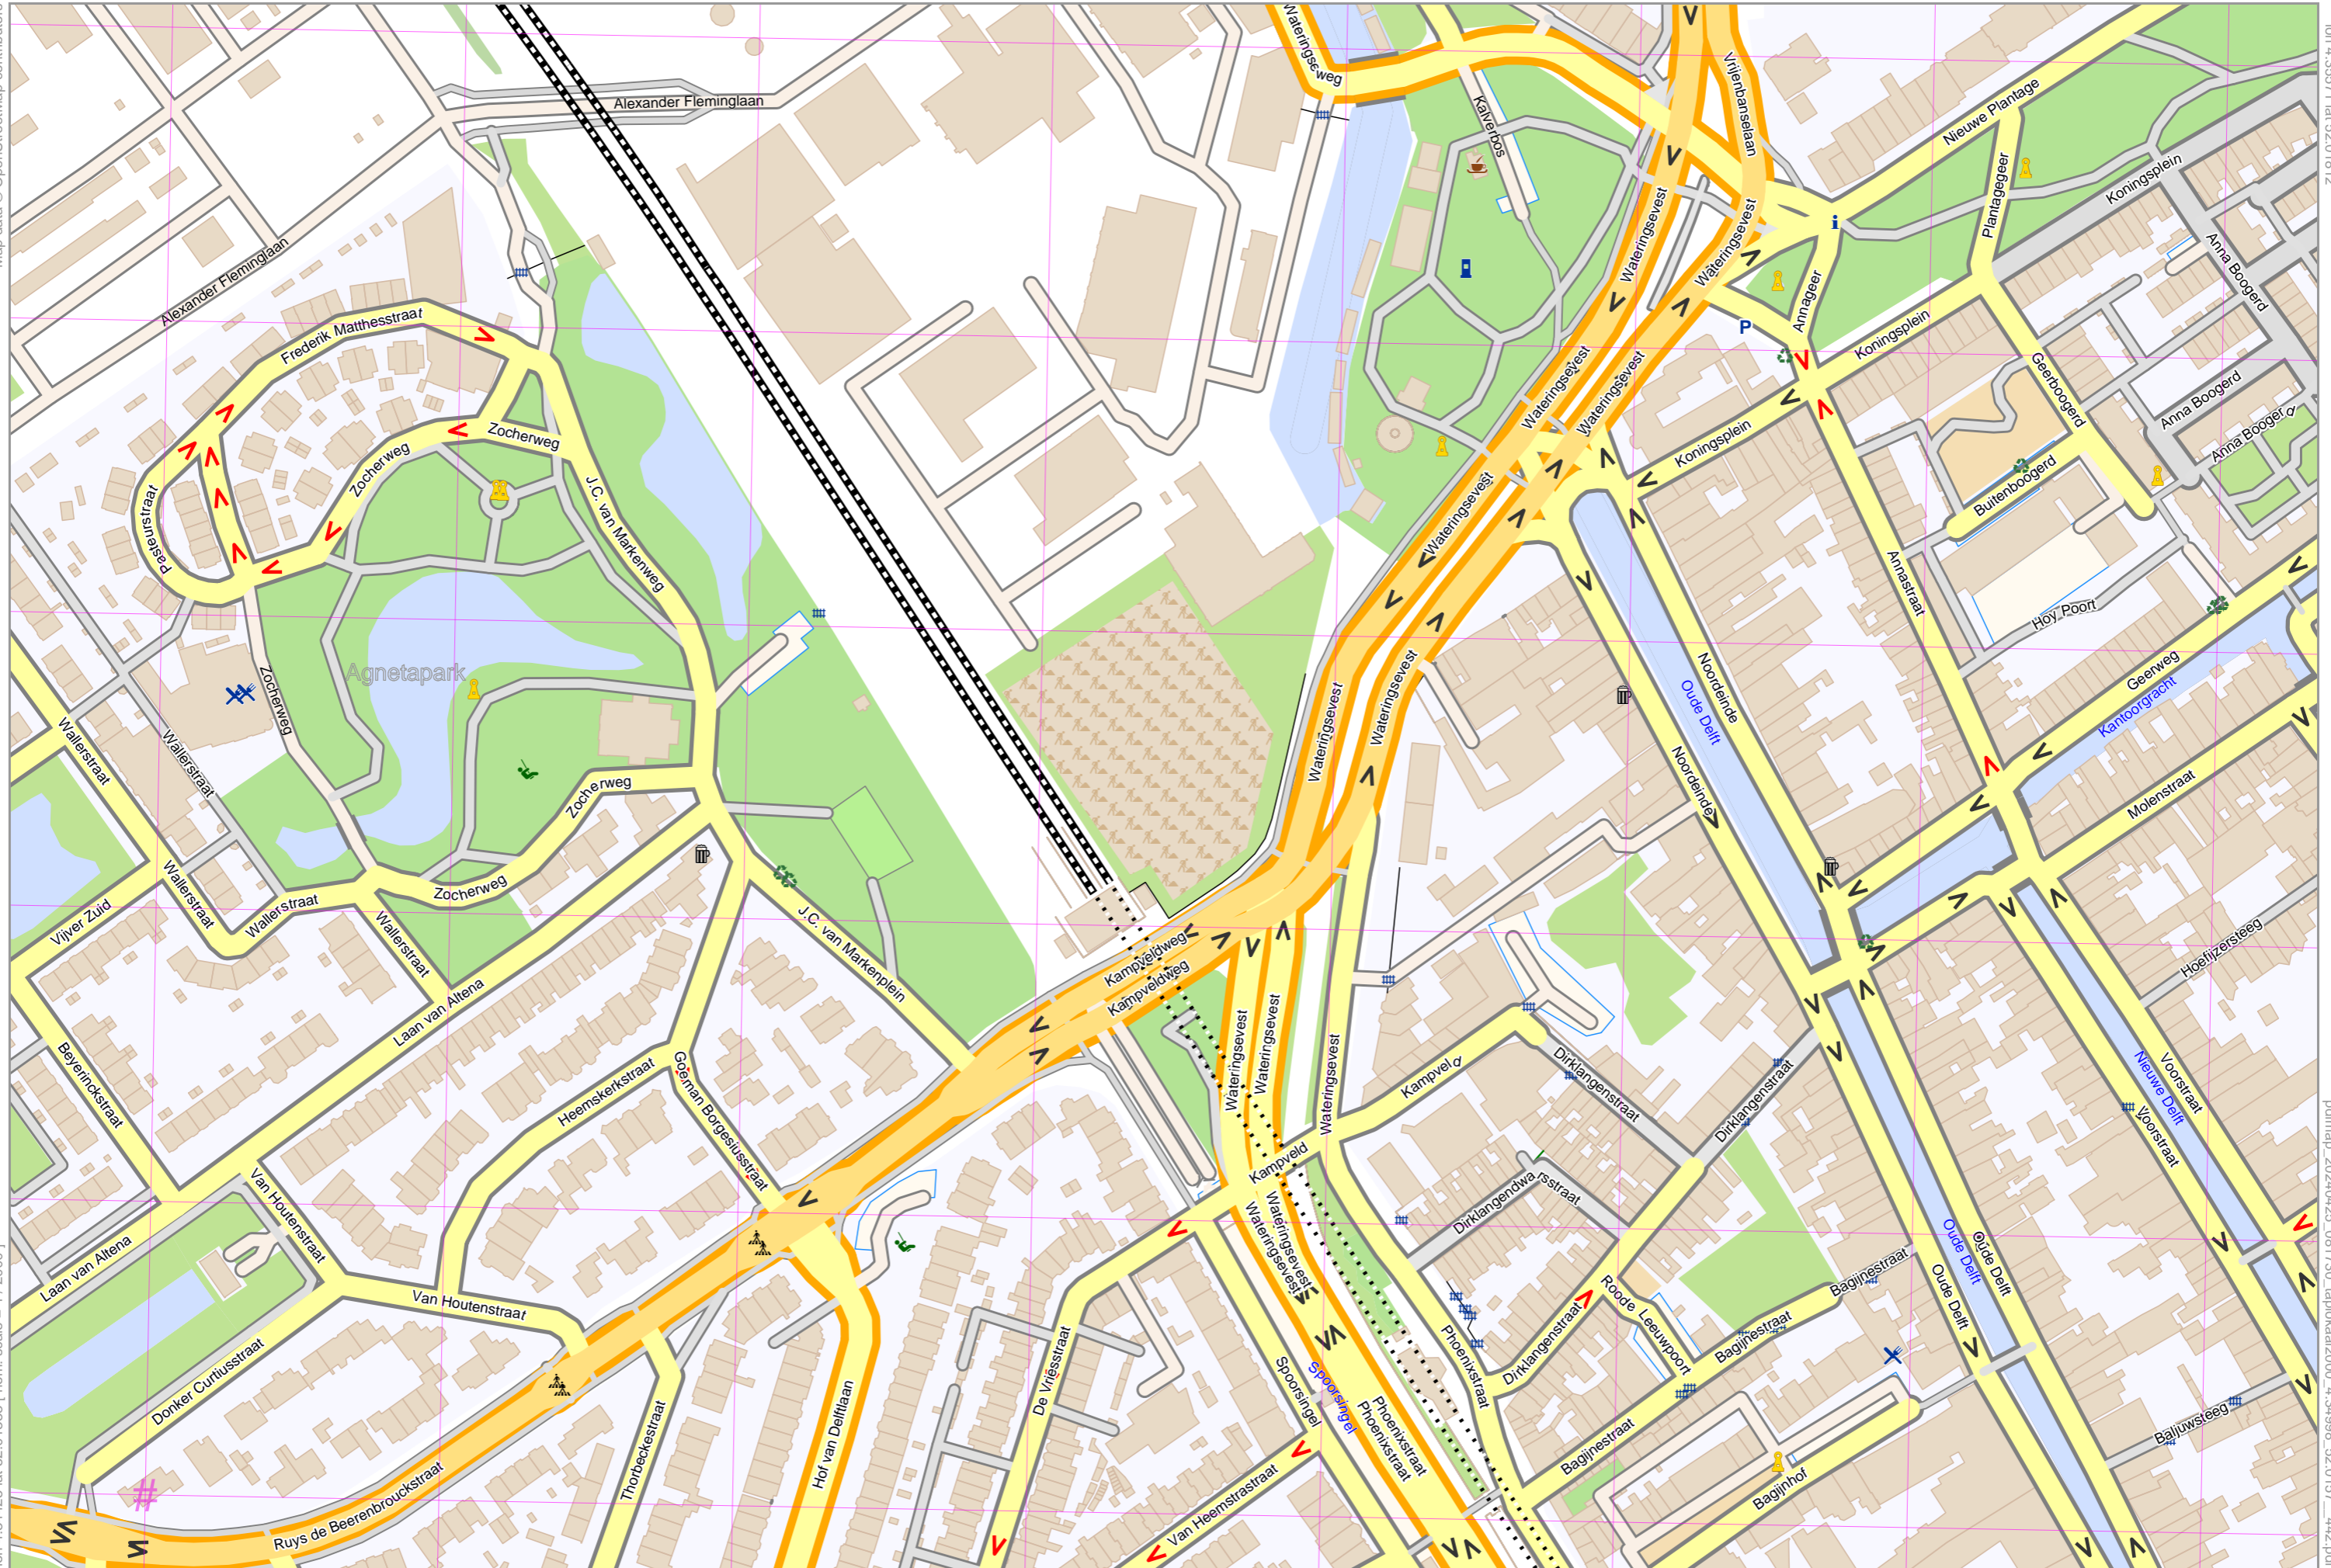 Wateringseweg
Alexander Fleminglaan
Kalverbos
Vrijenbanselaan
Nieuwe Plantage
Plantagegeer
Koningsplein
Anna Boogerd
Alexander Fleminglaan
Wateringsevest
Wateringsevest
i
P
Annageer
Koningsplein
Frederik Matthesstraat
Geerboogerd
Anna Boogerd
Anna Boogerd
Wateringsevest
Wateringsevest
Koningsplein
Zocherweg
Zocherweg
J.C. van Markenweg
Pasteurstraat
Wateringsevest
Buitenboogerd
Annastraat
Hoy Poort
Agnetapark
Zocherweg
Wallerstraat
Wallerstraat
Wateringsevest
Wateringsevest
Noordeinde
Oude Delft
Noordeinde
Geerweg
Kantoorgracht
Molenstraat
Zocherweg
Zocherweg
Wallerstraat
Wallerstraat
Vijver Zuid
Wallerstraat
J.C. van Markenplein
Kampveldweg
Kampveldweg
Hoefijzersteeg
Laan van Altena
Beyerinckstraat
Wateringsevest
Wateringsevest
Wateringsevest
Kampveld
Dirklangenstraat
Dirklangenstraat
Nieuwe Delft
Voorstraat
Voorstraat
Heemskerkstraat
Goeman Borgesiusstraat
Kampveld
Dirklangendwarsstraat
Van Houtenstraat
Laan van Altena
Wateringsevest
Wateringsevest
Oude Delft
Oude Delft
Oude Delft
Bagijnestraat
Roode Leeuwpoort
Bagijnestraat
Van Houtenstraat
Dirklangenstraat
Phoenixstraat
Donker Curtiusstraat
De Vriesstraat
Spoorsingel
Spoorsingel
Phoenixstraat
Phoenixstraat
Baljuwsteeg
Bagijnestraat
Bagijnhof
Thorbeckestraat
Hof van Delftlaan
Ruys de Beerenbrouckstraat
Van Heemstrastraat
#